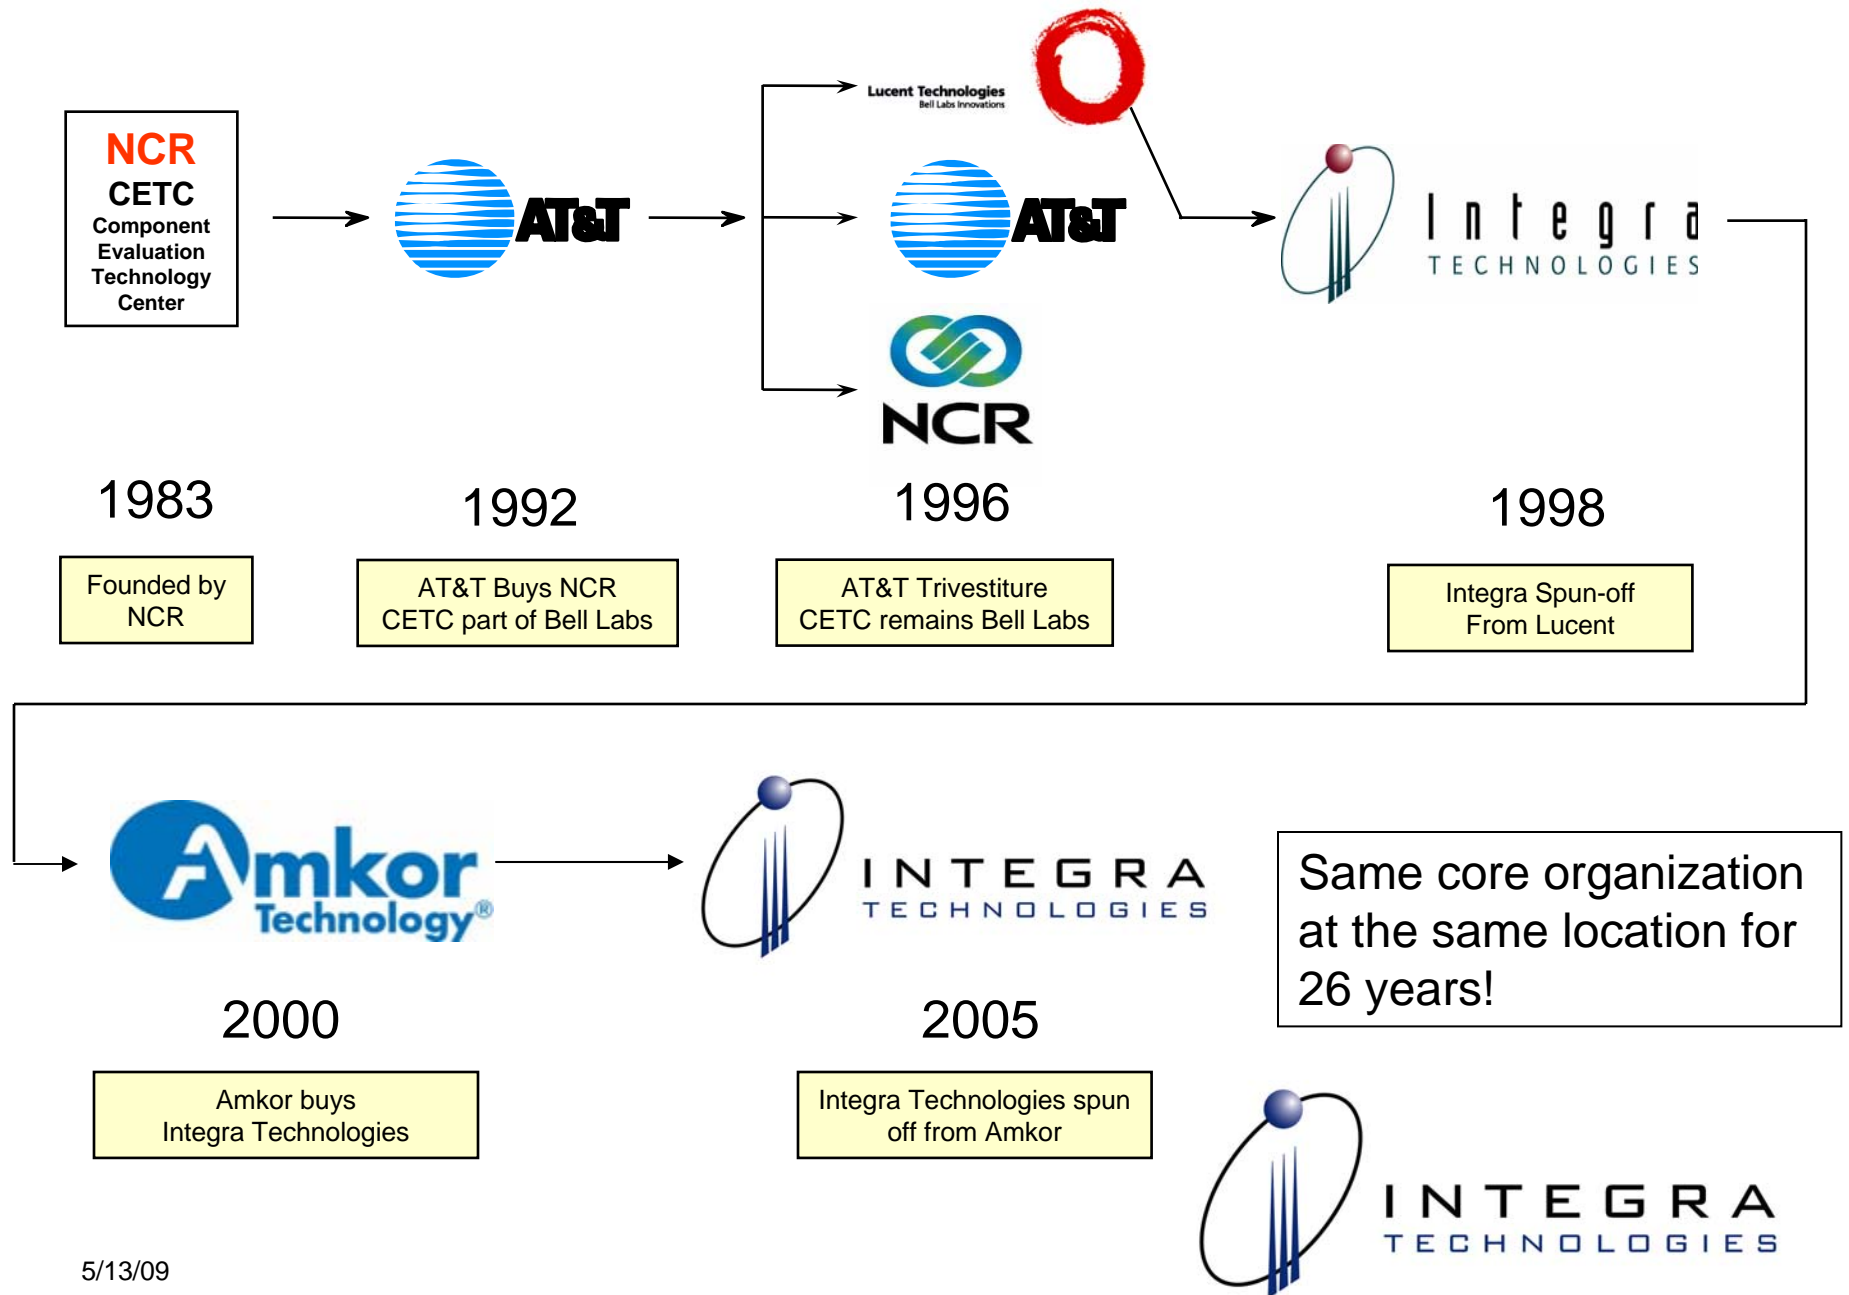 NCR
CETC
Component
Evaluation
Technology
Center
AT&T
Lucent Technologies
Bell Labs Innovations
AT&T
NCR
Integra
TECHNOLOGIES
1983
1992
1996
1998
Founded by
NCR
AT&T Buys NCR
CETC part of Bell Labs
AT&T Trivestiture
CETC remains Bell Labs
Integra Spun-off
From Lucent
Amkor
Technology®
INTEGRA
TECHNOLOGIES
Same core organization
at the same location for
26 years!
2000
2005
Amkor buys
Integra Technologies
Integra Technologies spun
off from Amkor
INTEGRA
TECHNOLOGIES
5/13/09